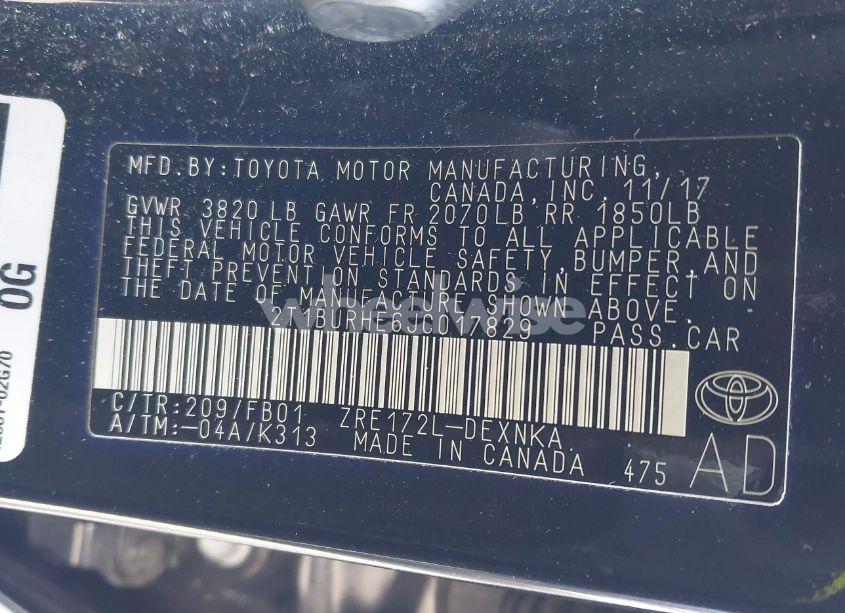 MFD.BY:TOYOTA MOTOR MANUFACTURING,
CANADA,INC. 11/17
GVWR 3820 LB GAWR FR 2070LB RR 1850LB
THIS VEHICLE CONFORMS TO ALL APPLICABLE
FEDERAL MOTOR VEHICLE SAFETY,BUMPER,AND
THEFT PREVENTION STANDARDS IN EFFECT ON
THE DATE OF MANUFACTURE SHOWN ABOVE.
PASS.CAR
C/TR:209/FB01 ZRE172L-DEXNKA
A/TM:-04A/K313 MADE IN CANADA 475
AD
OG
wheelwise